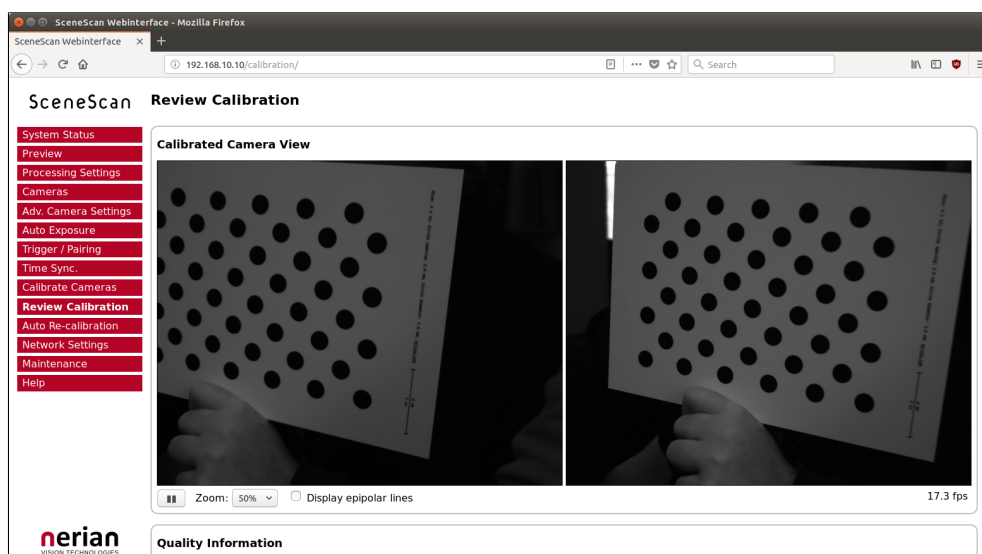 SceneScan Webinterface - Mozilla Firefox
SceneScan Webinterface × +
192.168.10.10/calibration/
Search
SceneScan
Review Calibration
System Status
Preview
Processing Settings
Cameras
Adv. Camera Settings
Auto Exposure
Trigger / Pairing
Time Sync.
Calibrate Cameras
Review Calibration
Auto Re-calibration
Network Settings
Maintenance
Help
Calibrated Camera View
Zoom: 50% Display epipolar lines
17.3 fps
nerian
VISION TECHNOLOGIES
Quality Information